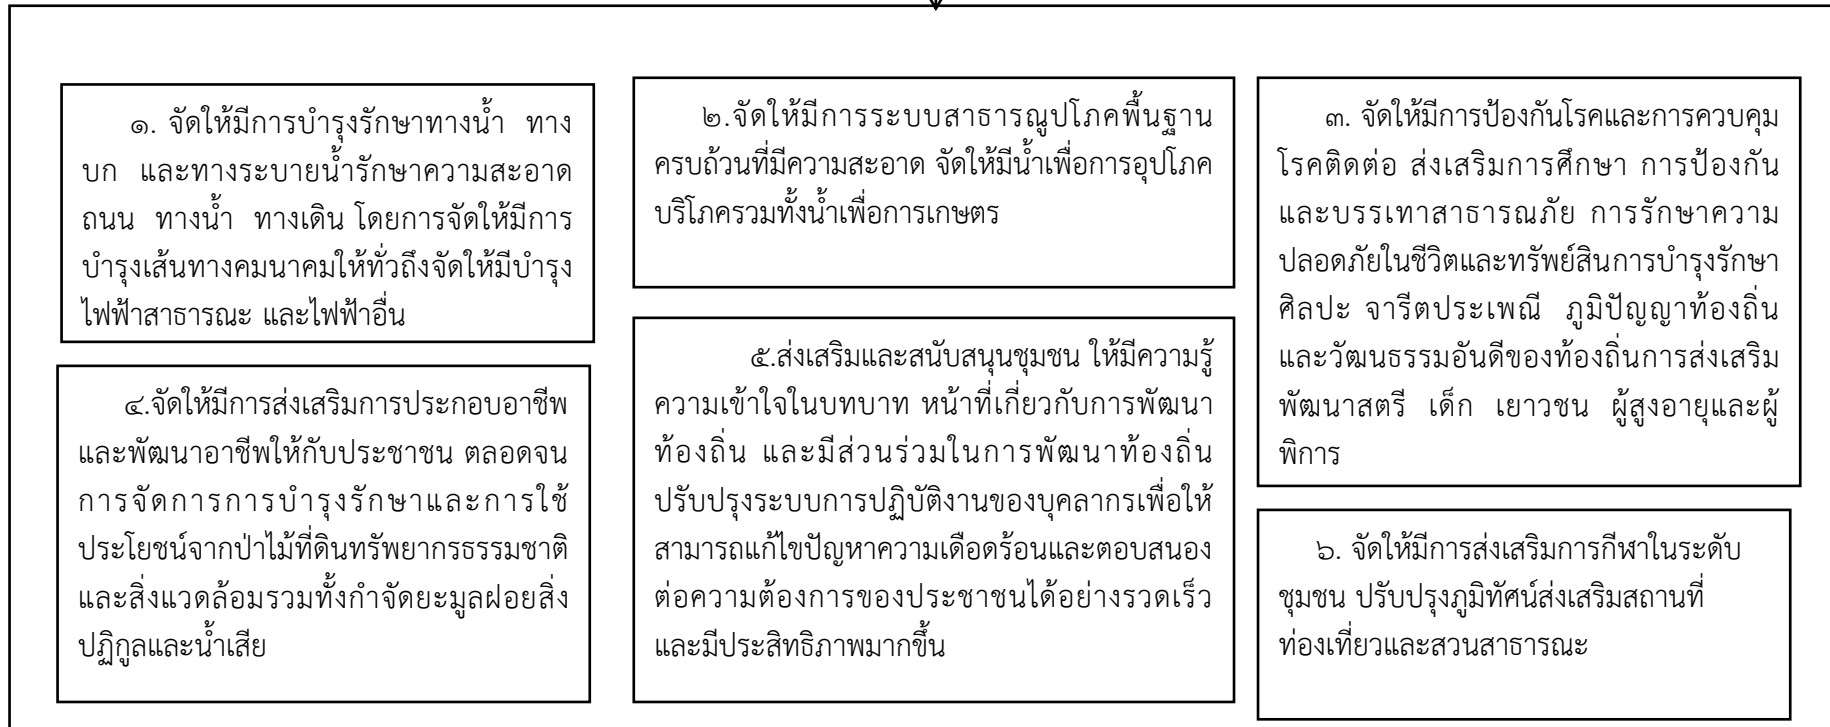 ๑. จัดให้มีการบำรุงรักษาทางน้ำ ทาง
บก และทางระบายน้ำรักษาความสะอาด
ถนน ทางน้ำ ทางเดิน โดยการจัดให้มีการ
บำรุงเส้นทางคมนาคมให้ทั่วถึงจัดให้มีบำรุง
ไฟฟ้าสาธารณะ และไฟฟ้าอื่น
๒.จัดให้มีการระบบสาธารณูปโภคพื้นฐาน
ครบถ้วนที่มีความสะอาด จัดให้มีน้ำเพื่อการอุปโภค
บริโภครวมทั้งน้ำเพื่อการเกษตร
๓. จัดให้มีการป้องกันโรคและการควบคุม
โรคติดต่อ ส่งเสริมการศึกษา การป้องกัน
และบรรเทาสาธารณภัย การรักษาความ
ปลอดภัยในชีวิตและทรัพย์สินการบำรุงรักษา
ศิลปะ จารีตประเพณี ภูมิปัญญาท้องถิ่น
และวัฒนธรรมอันดีของท้องถิ่นการส่งเสริม
พัฒนาสตรี เด็ก เยาวชน ผู้สูงอายุและผู้
พิการ
๔.จัดให้มีการส่งเสริมการประกอบอาชีพ
และพัฒนาอาชีพให้กับประชาชน ตลอดจน
การจัดการการบำรุงรักษาและการใช้
ประโยชน์จากป่าไม้ที่ดินทรัพยากรธรรมชาติ
และสิ่งแวดล้อมรวมทั้งกำจัดยะมูลฝอยสิ่ง
ปฏิกูลและน้ำเสีย
๕.ส่งเสริมและสนับสนุนชุมชน ให้มีความรู้
ความเข้าใจในบทบาท หน้าที่เกี่ยวกับการพัฒนา
ท้องถิ่น และมีส่วนร่วมในการพัฒนาท้องถิ่น
ปรับปรุงระบบการปฏิบัติงานของบุคลากรเพื่อให้
สามารถแก้ไขปัญหาความเดือดร้อนและตอบสนอง
ต่อความต้องการของประชาชนได้อย่างรวดเร็ว
และมีประสิทธิภาพมากขึ้น
๖. จัดให้มีการส่งเสริมการกีฬาในระดับ
ชุมชน ปรับปรุงภูมิทัศน์ส่งเสริมสถานที่
ท่องเที่ยวและสวนสาธารณะ